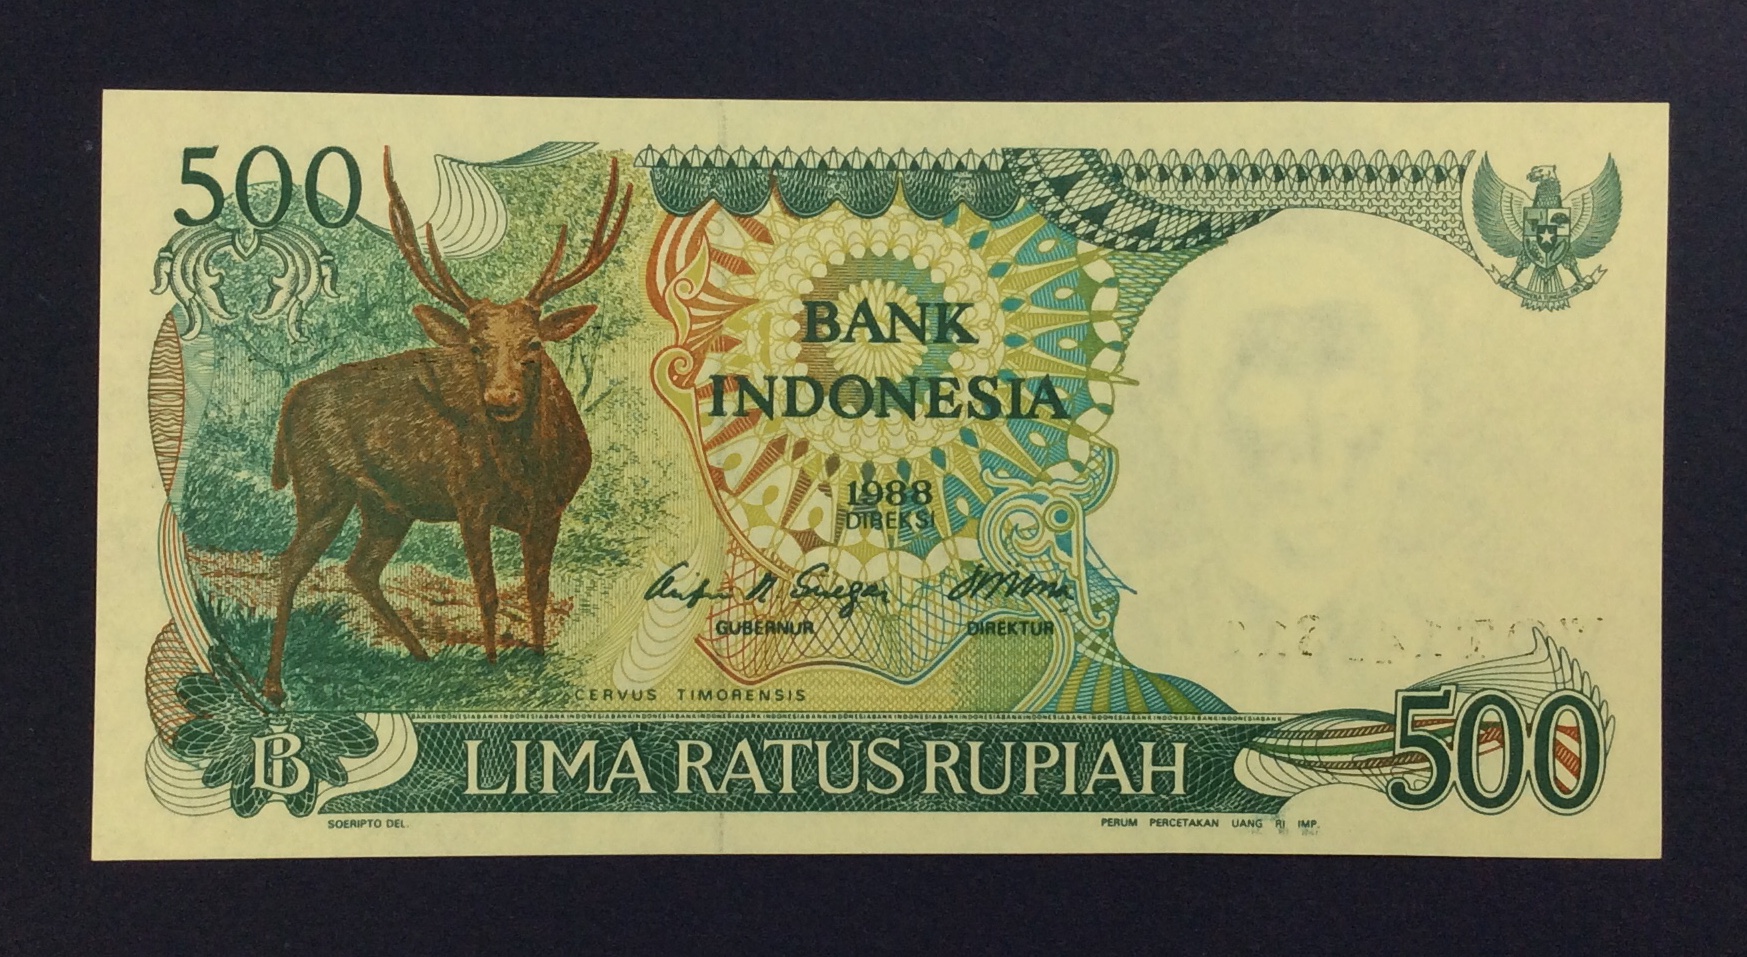 500
BANK
INDONESIA
1988
DIREKSI
GUBERNUR DIREKTUR
CERVUS TIMORENSIS
BANKINDONESIABANKINDONESIABANKINDONESIABANKINDONESIABANKINDONESIABANKINDONESIABANKINDONESIABANKINDONESIABANKINDONESIABANKINDONESIABANKINDONESIABANKINDONESIABANK
BI LIMA RATUS RUPIAH 500
SOERIPTO DEL. PERUM PERCETAKAN UANG RI IMP.